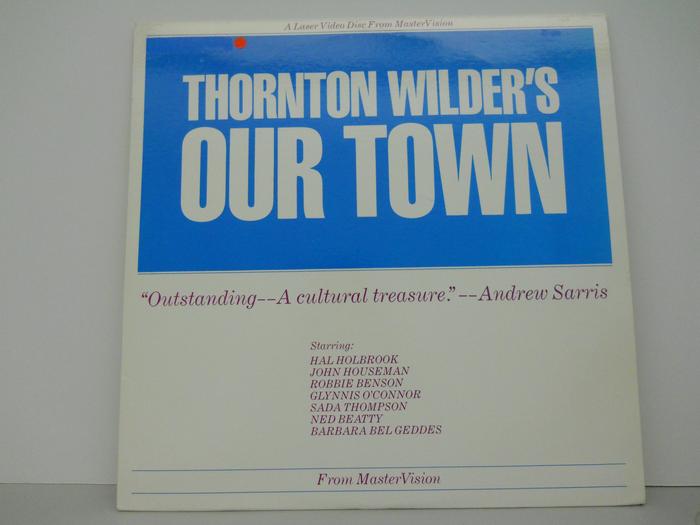 A Laser Video Disc From MasterVision
THORNTON WILDER'S
OUR TOWN
“Outstanding--A cultural treasure.”--Andrew Sarris
Starring:
HAL HOLBROOK
JOHN HOUSEMAN
ROBBIE BENSON
GLYNNIS O'CONNOR
SADA THOMPSON
NED BEATTY
BARBARA BEL GEDDES
From MasterVision